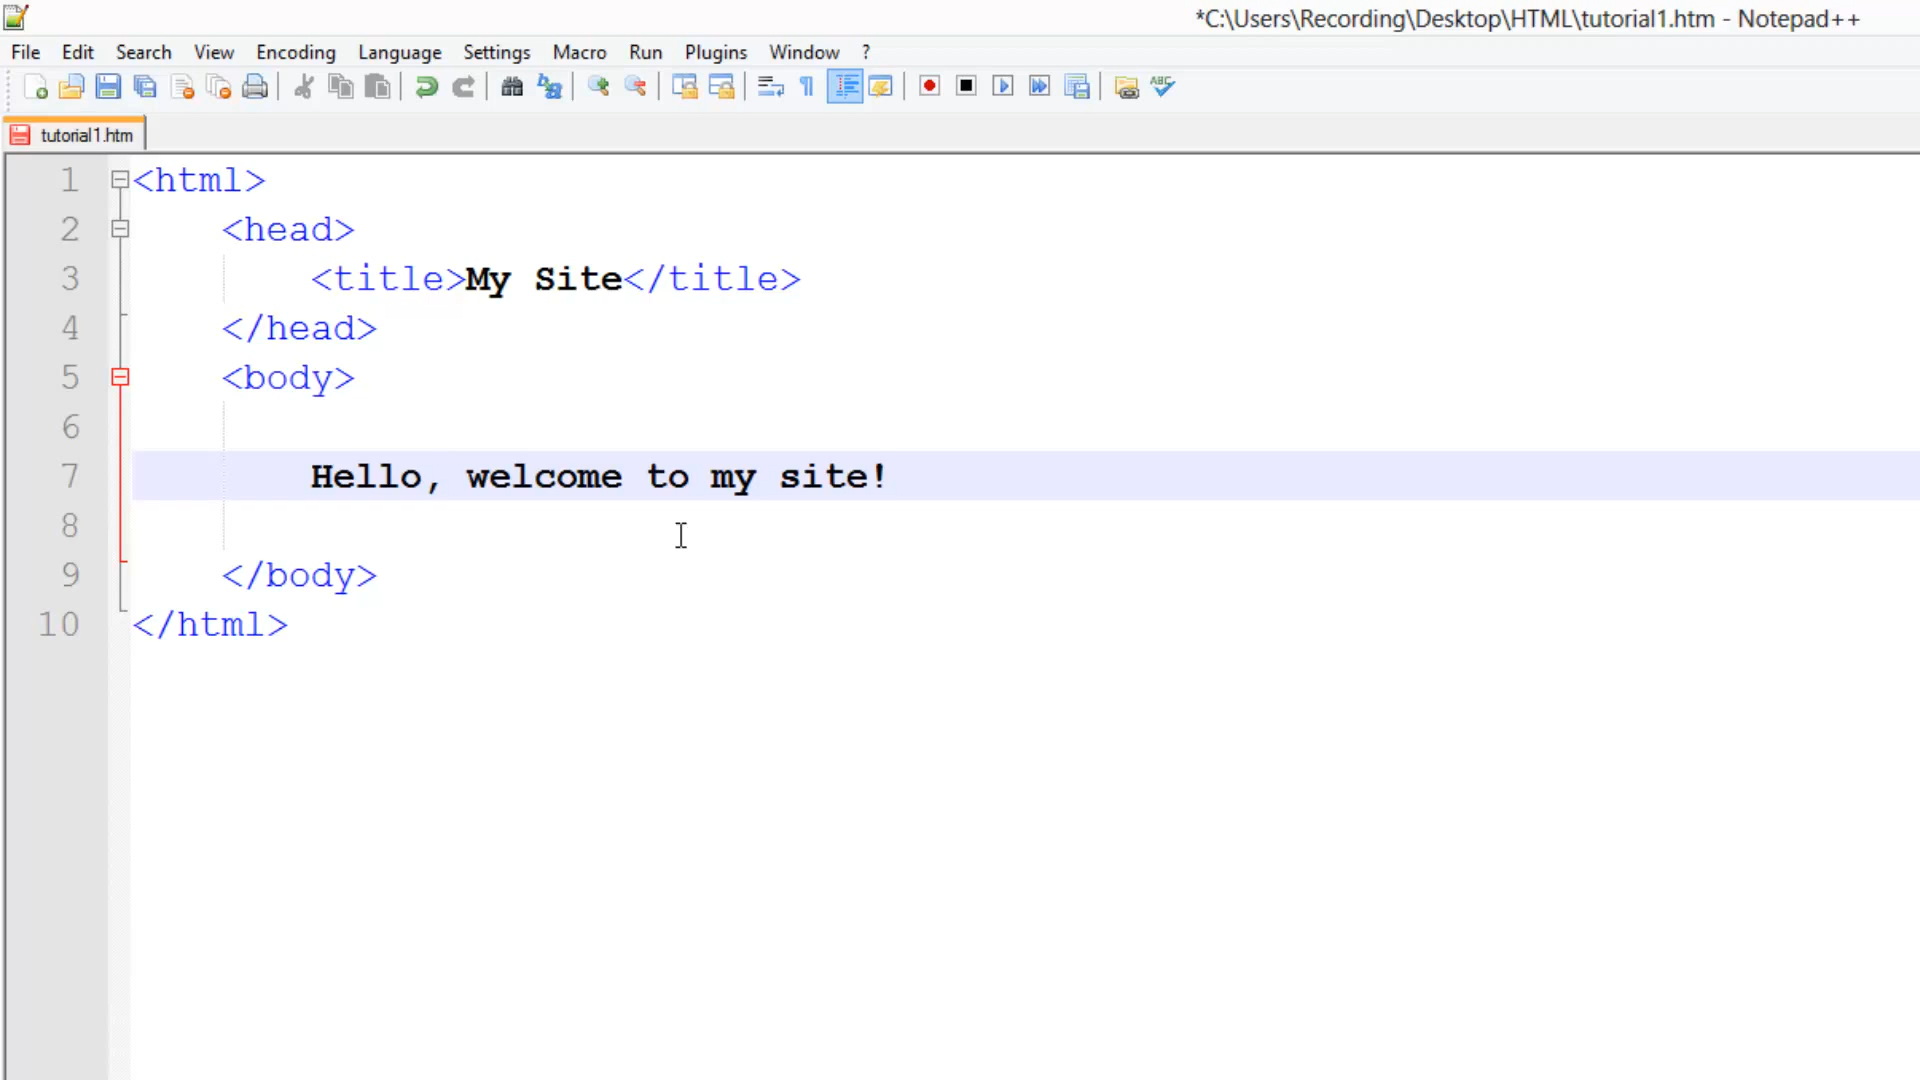 *C:\Users\Recording\Desktop\HTML\tutorial1.htm - Notepad++
File Edit Search View Encoding Language Settings Macro Run Plugins Window ?
tutorial1.htm
1 <html>
2 <head>
3 <title>My Site</title>
4 </head>
5 <body>
6
7 Hello, welcome to my site!
8
9 </body>
10 </html>